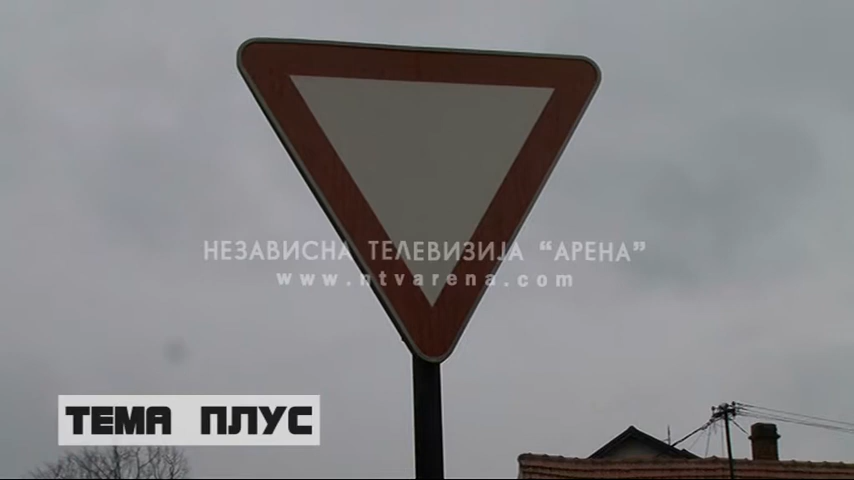 НЕЗАВИСНА ТЕЛЕВИЗИЈА “АРЕНА”
www.ntvarena.com
ТЕМА ПЛУС